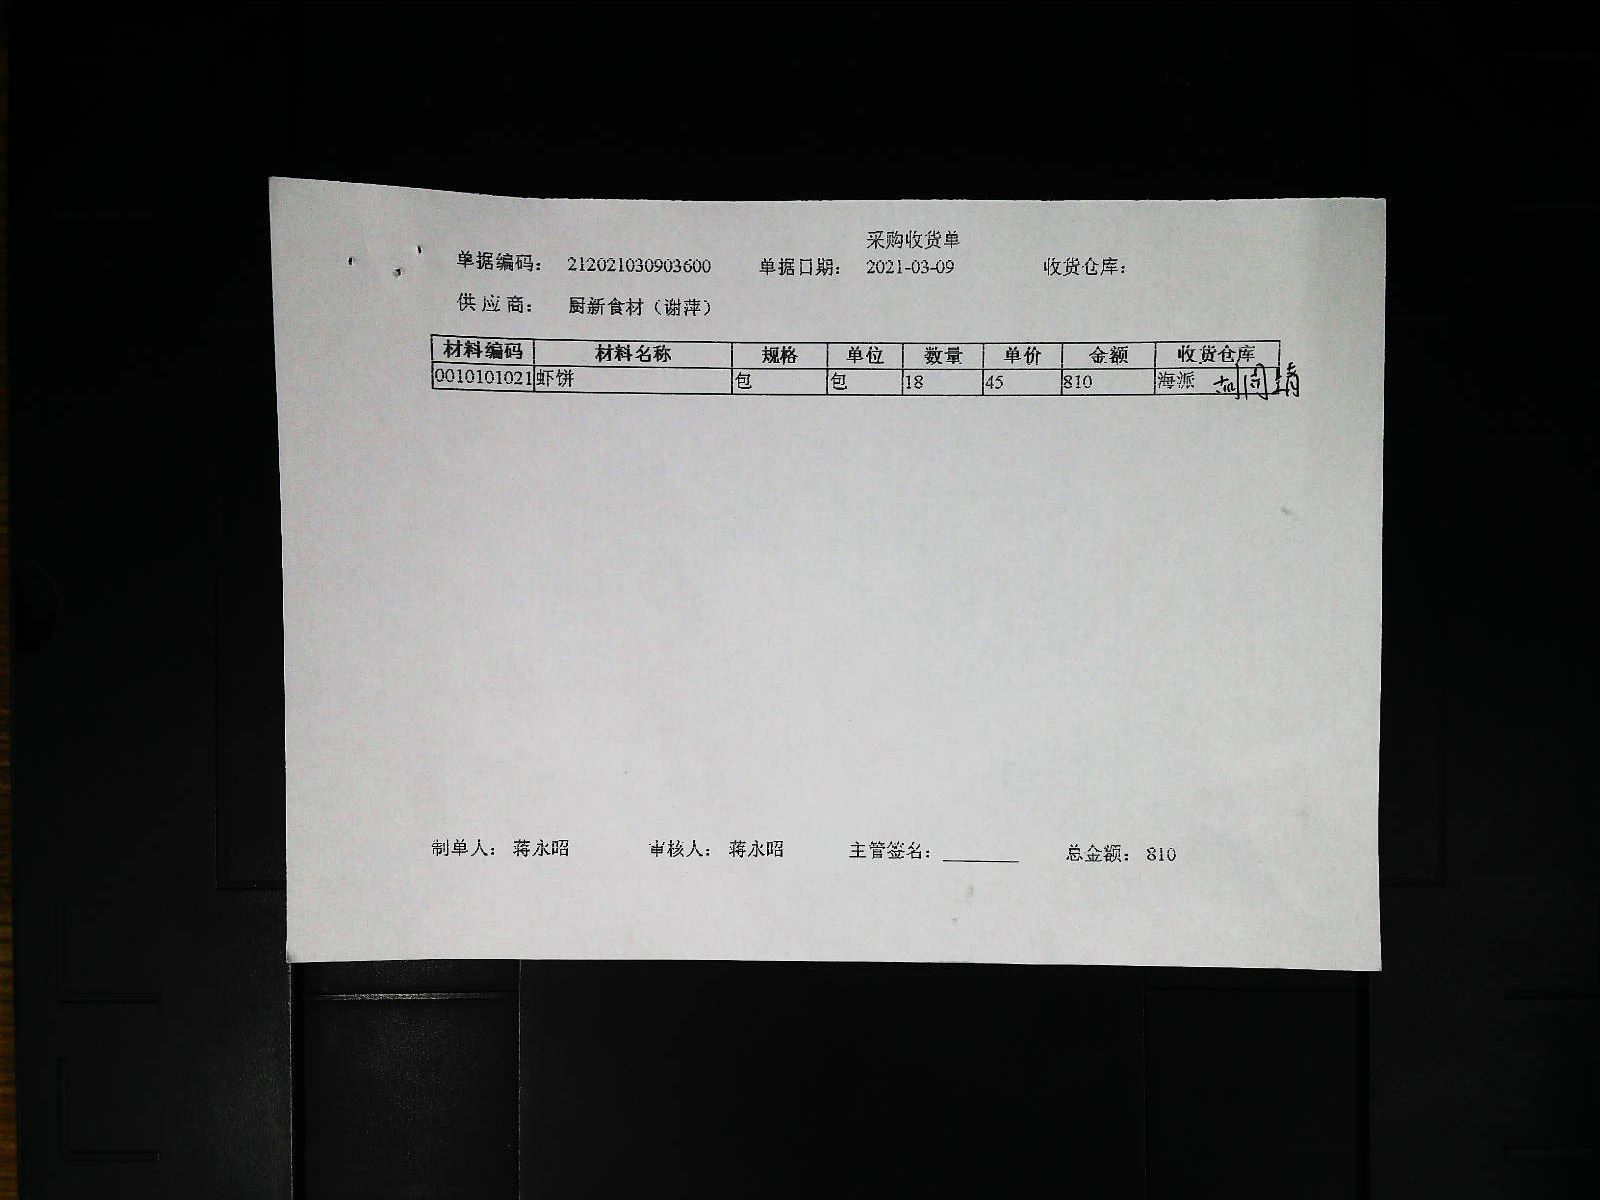 采购收货单
单据编码： 212021030903600 单据日期： 2021-03-09 收货仓库：
供 应 商： 厨新食材（谢萍）
材料编码 材料名称 规格 单位 数量 单价 金额 收货仓库
0010101021 虾饼 包 包 18 45 810 海派
制单人： 蒋永昭 审核人： 蒋永昭 主管签名： 总金额： 810